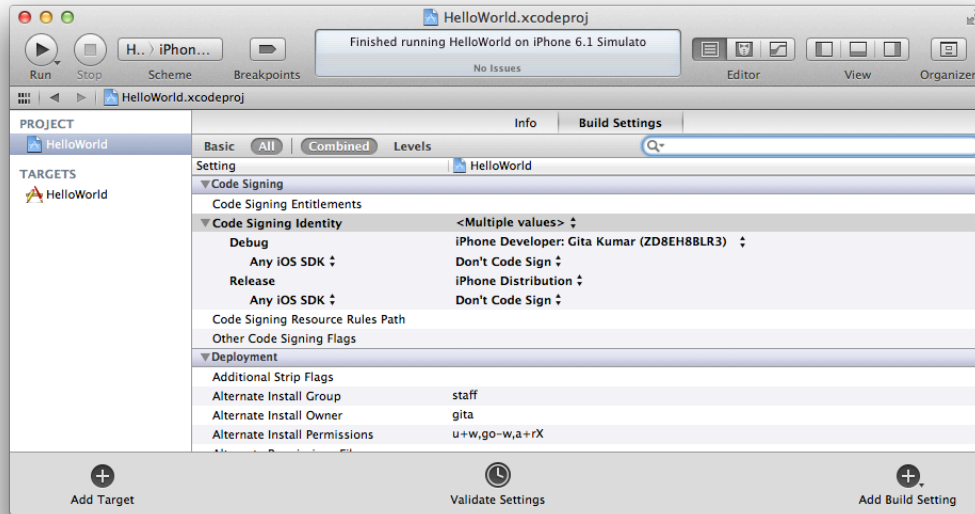 HelloWorld.xcodeproj
H.. ⟩ iPhon...
Finished running HelloWorld on iPhone 6.1 Simulato
No Issues
Run Stop Scheme Breakpoints Editor View Organizer
HelloWorld.xcodeproj
PROJECT
HelloWorld
TARGETS
HelloWorld
Info Build Settings
Basic All Combined Levels
Setting HelloWorld
Code Signing
Code Signing Entitlements
Code Signing Identity <Multiple values>
Debug iPhone Developer: Gita Kumar (ZD8EH8BLR3)
Any iOS SDK Don't Code Sign
Release iPhone Distribution
Any iOS SDK Don't Code Sign
Code Signing Resource Rules Path
Other Code Signing Flags
Deployment
Additional Strip Flags
Alternate Install Group staff
Alternate Install Owner gita
Alternate Install Permissions u+w,go-w,a+rX
Add Target Validate Settings Add Build Setting